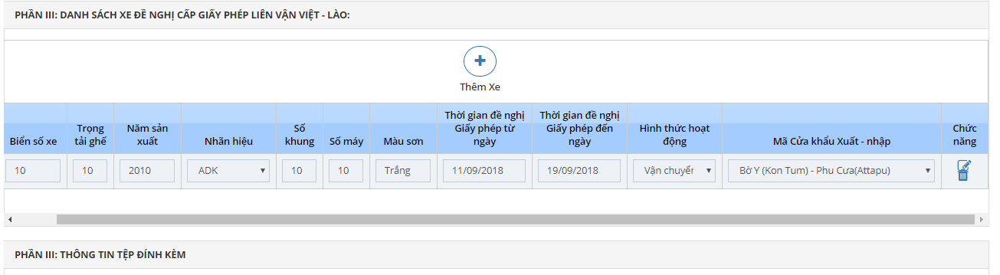 PHẦN III: DANH SÁCH XE ĐỀ NGHỊ CẤP GIẤY PHÉP LIÊN VẬN VIỆT - LÀO:
Thêm Xe
Biển số xe
Trọng
tải ghế
Năm sản
xuất
Nhãn hiệu
Số
khung
Số máy
Màu sơn
Thời gian đề nghị
Giấy phép từ
ngày
Thời gian đề nghị
Giấy phép đến
ngày
Hình thức hoạt
động
Mã Cửa khẩu Xuất - nhập
Chức
năng
10
10
2010
ADK
10
10
Trắng
11/09/2018
19/09/2018
Vận chuyển
Bờ Y (Kon Tum) - Phu Cưa(Attapu)
PHẦN III: THÔNG TIN TỆP ĐÍNH KÈM